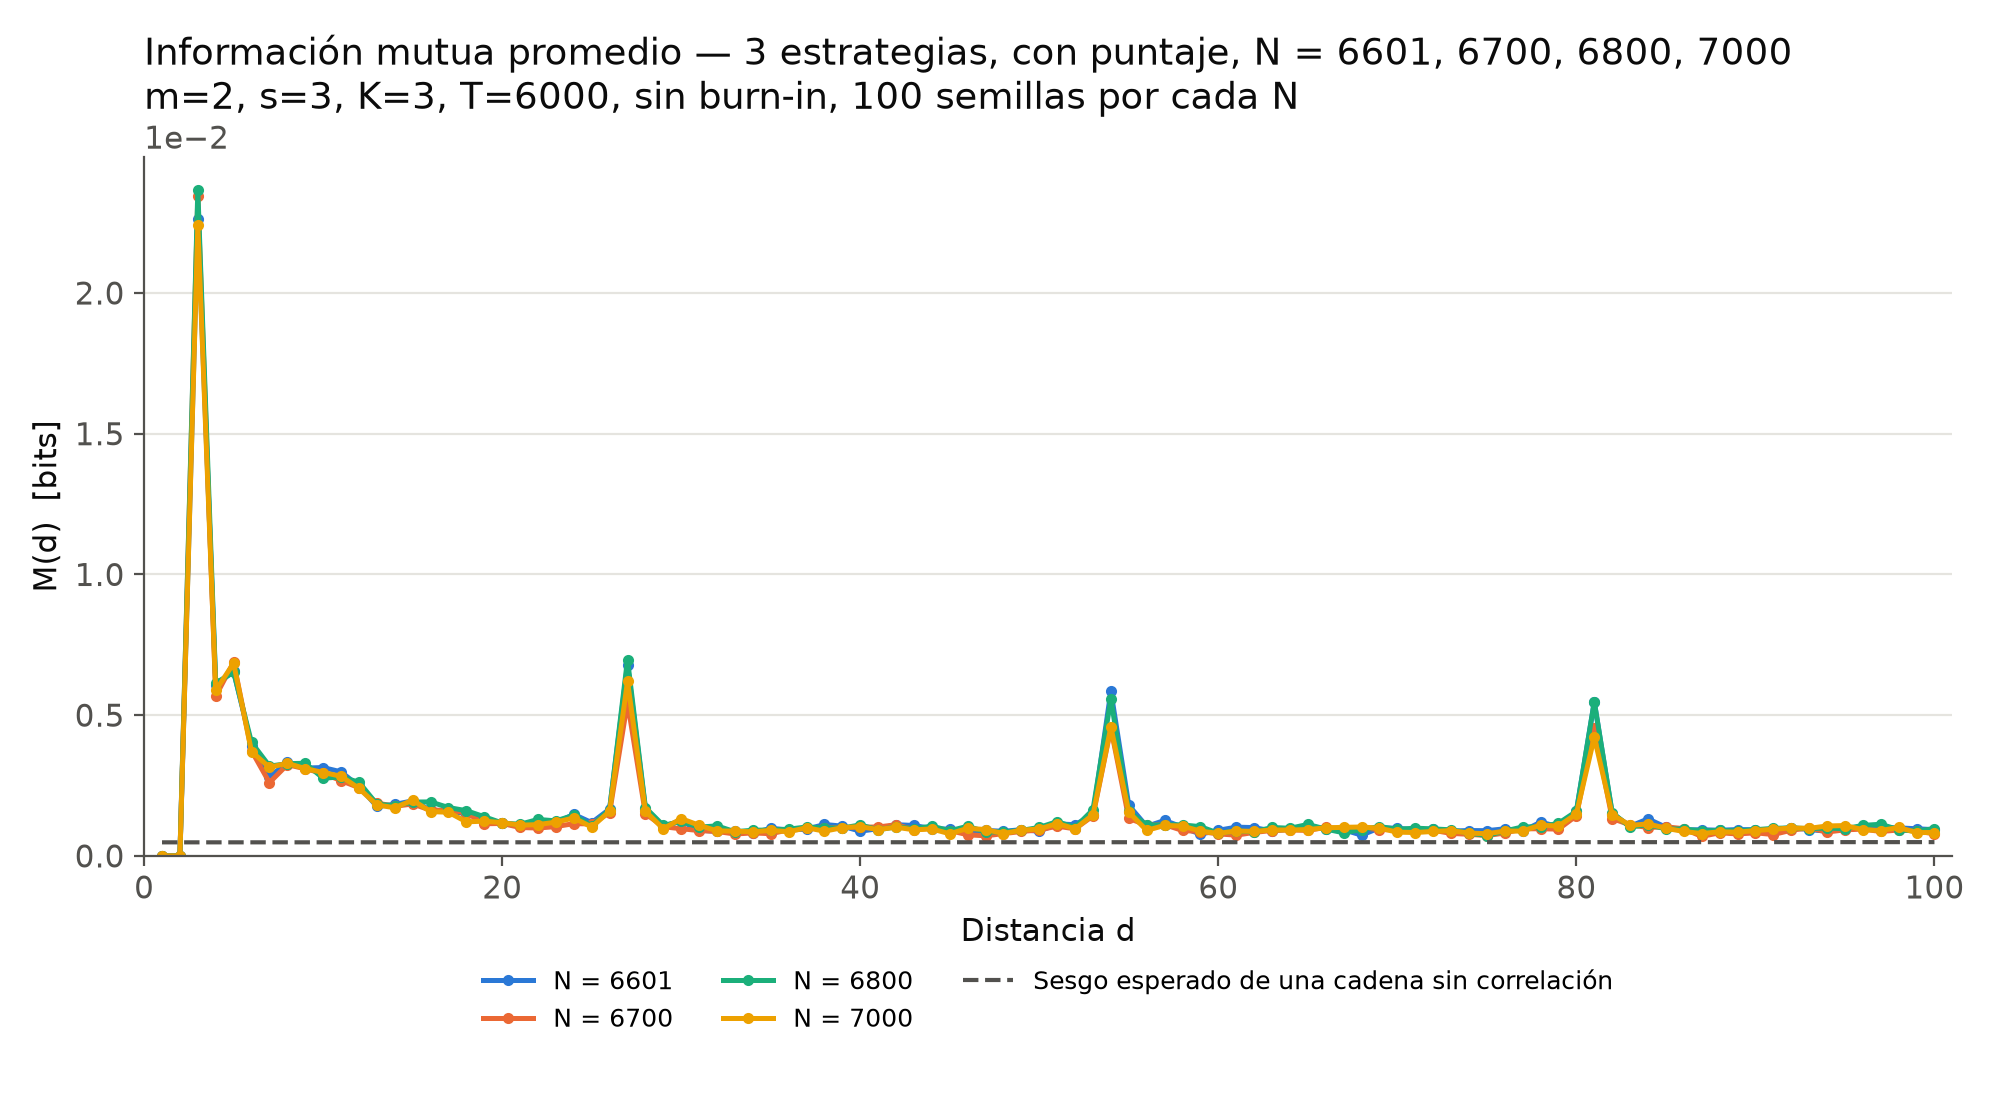 Información mutua promedio — 3 estrategias, con puntaje, N = 6601, 6700, 6800, 7000
m=2, s=3, K=3, T=6000, sin burn-in, 100 semillas por cada N
1e−2
2.0
1.5
1.0
0.5
0.0
M(d) [bits]
0 20 40 60 80 100
Distancia d
N = 6601 N = 6800 Sesgo esperado de una cadena sin correlación
N = 6700 N = 7000